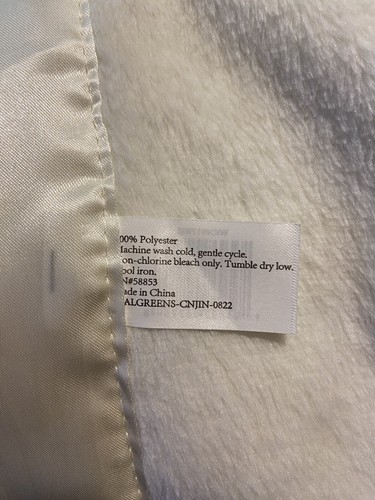 00% Polyester
achine wash cold, gentle cycle.
on-chlorine bleach only. Tumble dry low.
ool iron.
N#58853
ade in China
ALGREENS-CNJIN-0822